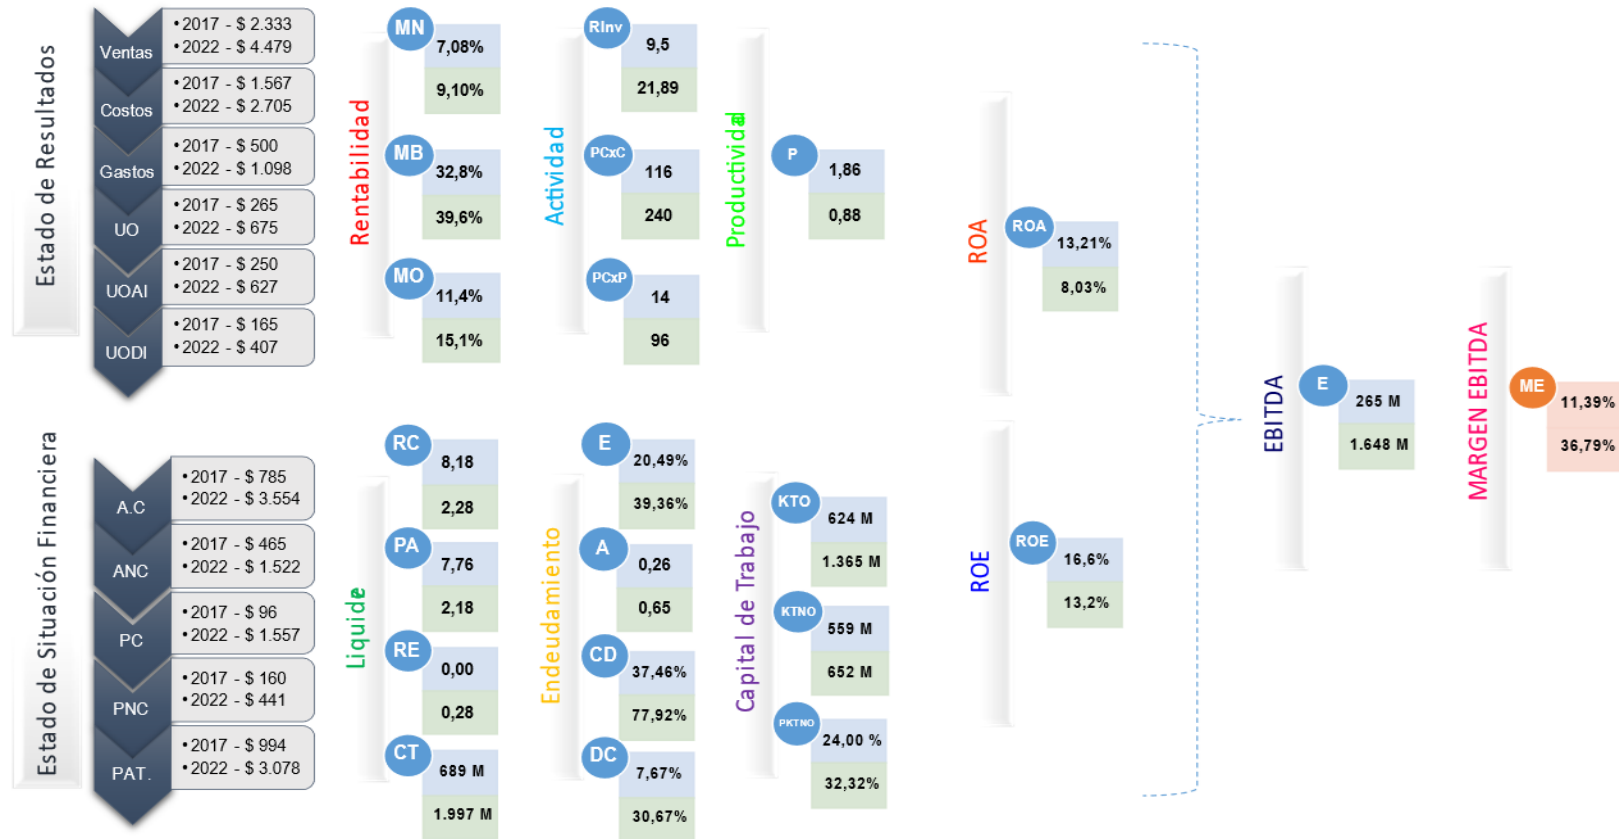 Estado de Resultados
Ventas
• 2017 - $ 2.333
• 2022 - $ 4.479
Costos
• 2017 - $ 1.567
• 2022 - $ 2.705
Gastos
• 2017 - $ 500
• 2022 - $ 1.098
UO
• 2017 - $ 265
• 2022 - $ 675
UOAI
• 2017 - $ 250
• 2022 - $ 627
UODI
• 2017 - $ 165
• 2022 - $ 407
Rentabilidad
MN
7,08%
9,10%
MB
32,8%
39,6%
MO
11,4%
15,1%
Actividad
RInv
9,5
21,89
PCxC
116
240
PCxP
14
96
Productividad
P
1,86
0,88
Estado de Situación Financiera
A.C
• 2017 - $ 785
• 2022 - $ 3.554
ANC
• 2017 - $ 465
• 2022 - $ 1.522
PC
• 2017 - $ 96
• 2022 - $ 1.557
PNC
• 2017 - $ 160
• 2022 - $ 441
PAT.
• 2017 - $ 994
• 2022 - $ 3.078
Liquidez
RC
8,18
2,28
PA
7,76
2,18
RE
0,00
0,28
CT
689 M
1.997 M
Endeudamiento
E
20,49%
39,36%
A
0,26
0,65
CD
37,46%
77,92%
DC
7,67%
30,67%
Capital de Trabajo
KTO
624 M
1.365 M
KTNO
559 M
652 M
PKTNO
24,00 %
32,32%
ROA
ROA
13,21%
8,03%
ROE
ROE
16,6%
13,2%
EBITDA
E
265 M
1.648 M
MARGEN EBITDA
ME
11,39%
36,79%